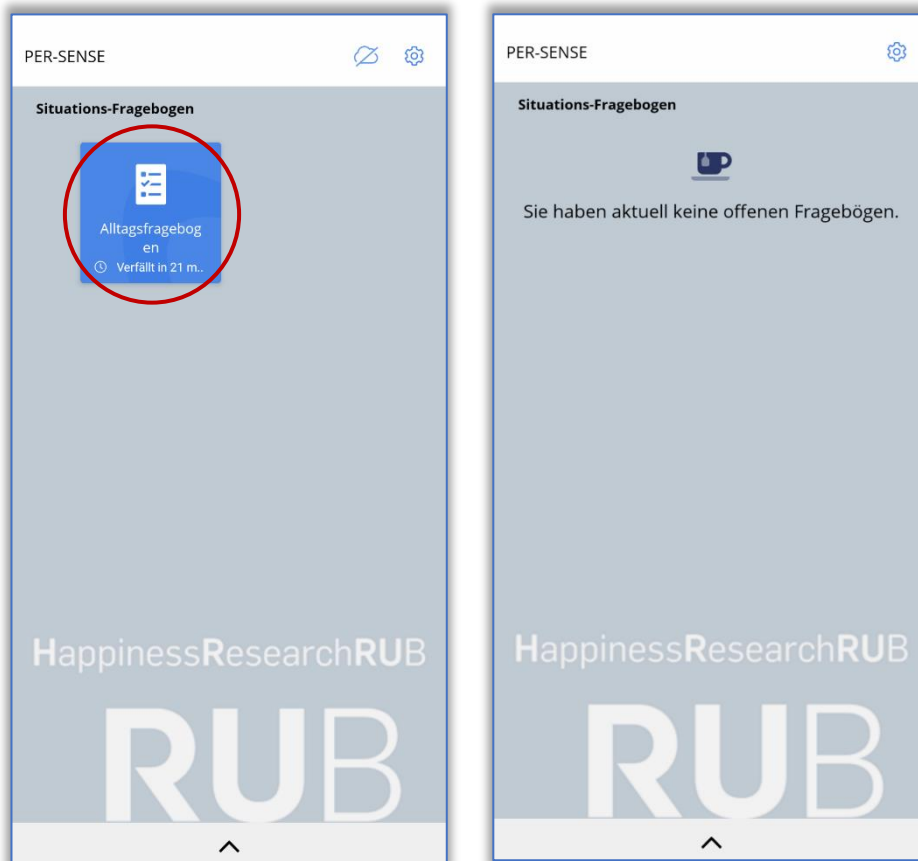 PER-SENSE
Situations-Fragebogen
Alltagsfragebog
en
Verfällt in 21 m..
HappinessResearchRUB
RUB
PER-SENSE
Situations-Fragebogen
Sie haben aktuell keine offenen Fragebögen.
HappinessResearchRUB
RUB